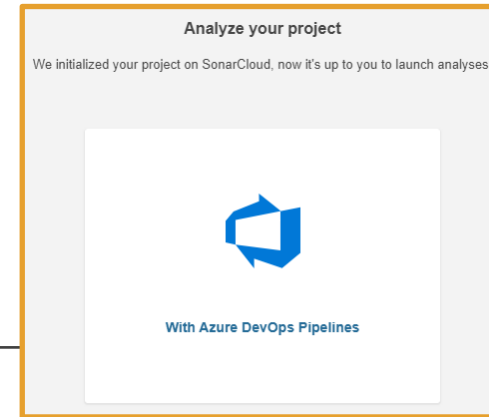 Analyze your project
We initialized your project on SonarCloud, now it's up to you to launch analyses
With Azure DevOps Pipelines